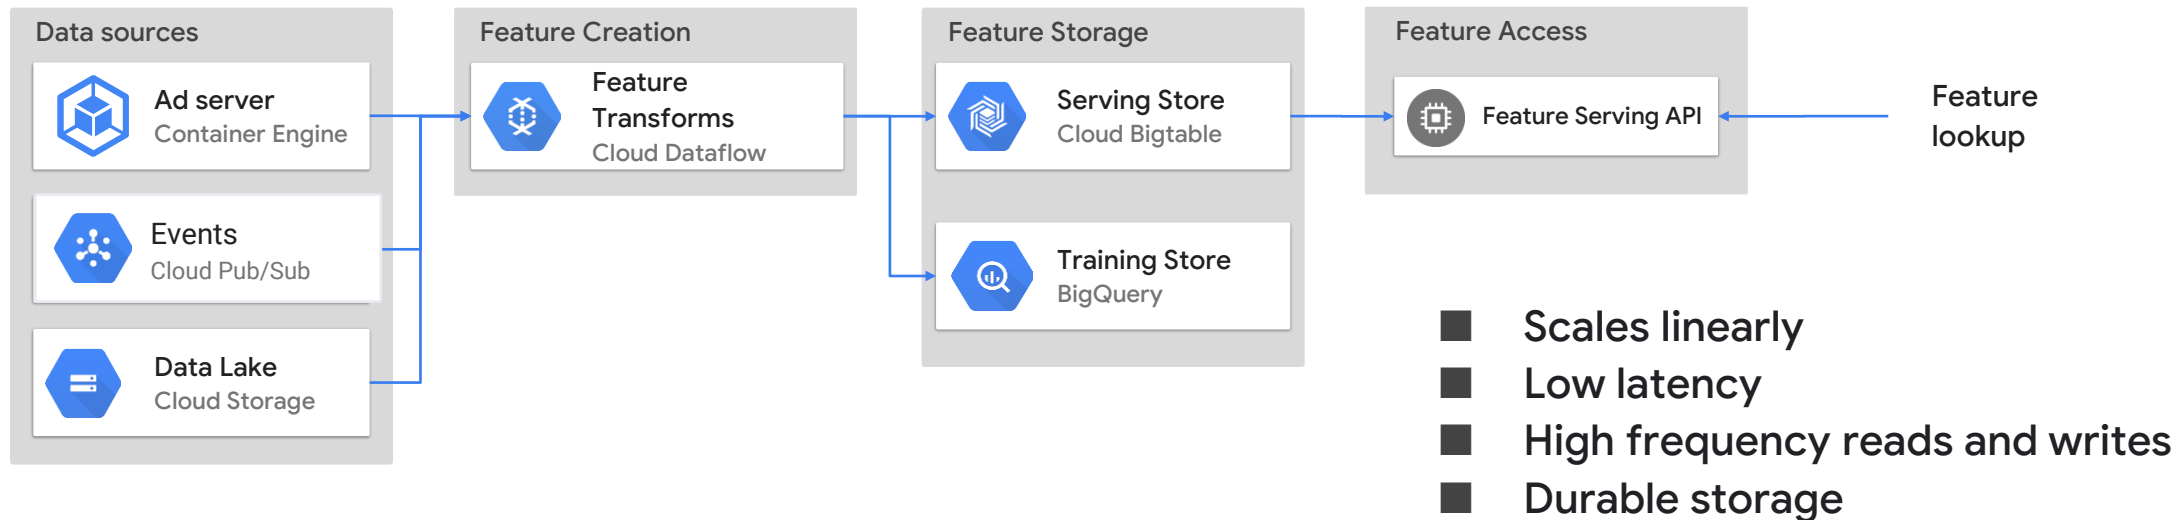 Data sources
Ad server
Container Engine
Events
Cloud Pub/Sub
Data Lake
Cloud Storage
Feature Creation
Feature
Transforms
Cloud Dataflow
Feature Storage
Serving Store
Cloud Bigtable
Training Store
BigQuery
Feature Access
Feature Serving API
Feature
lookup
■ Scales linearly
■ Low latency
■ High frequency reads and writes
■ Durable storage